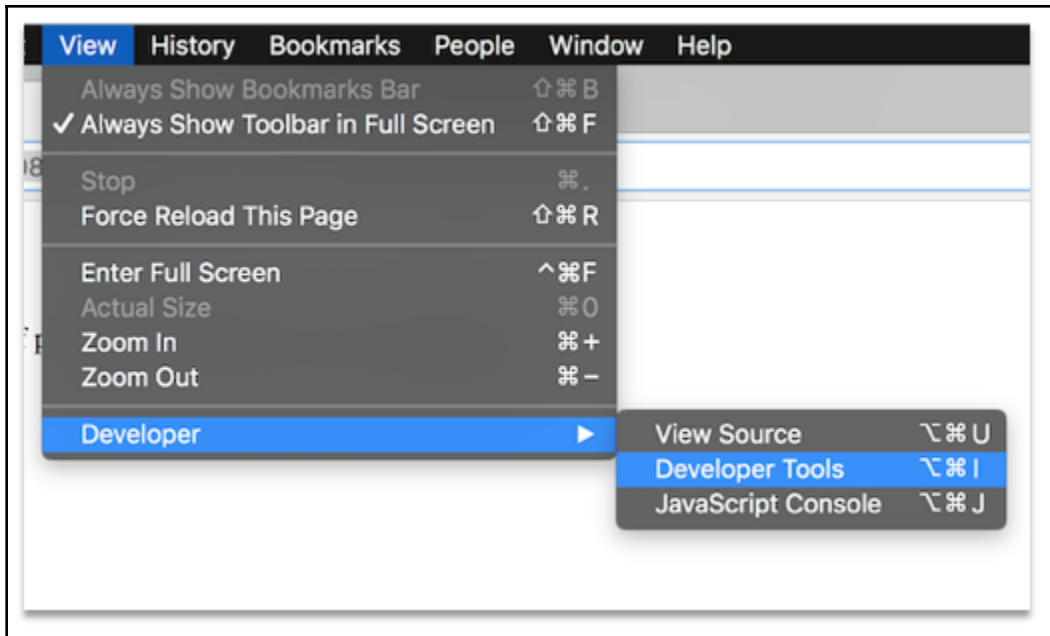 View History Bookmarks People Window Help
Always Show Bookmarks Bar ⇧⌘B
✓ Always Show Toolbar in Full Screen ⇧⌘F
Stop ⌘.
Force Reload This Page ⇧⌘R
Enter Full Screen ^⌘F
Actual Size ⌘0
Zoom In ⌘+
Zoom Out ⌘−
Developer ▶
View Source ⌥⌘U
Developer Tools ⌥⌘I
JavaScript Console ⌥⌘J